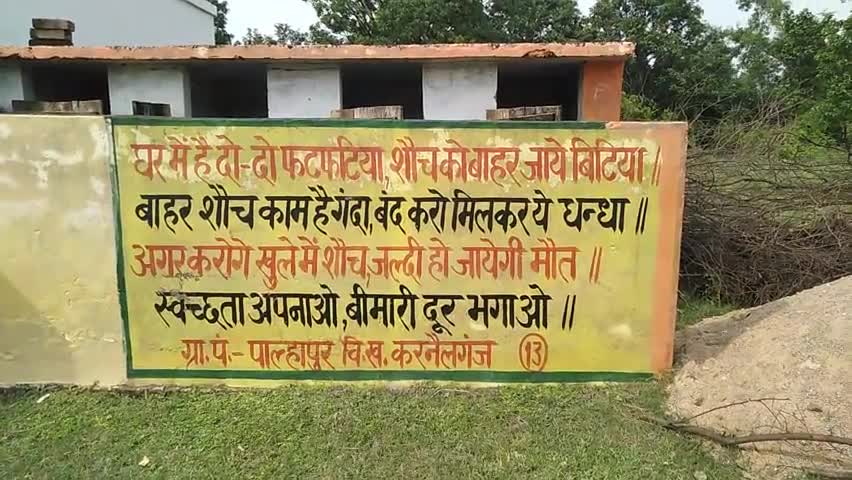 घर में है दो-दो फटफटिया, शौच को बाहर जाये बिटिया॥
बाहर शौच काम है गंदा, बंद करो मिलकर ये धन्धा॥
अगर करोगे खुले में शौच, जल्दी हो जायेगी मौत॥
स्वच्छता अपनाओ, बीमारी दूर भगाओ॥
ग्रा. पं.- पाल्हापुर वि.ख. करनैलगंज 13